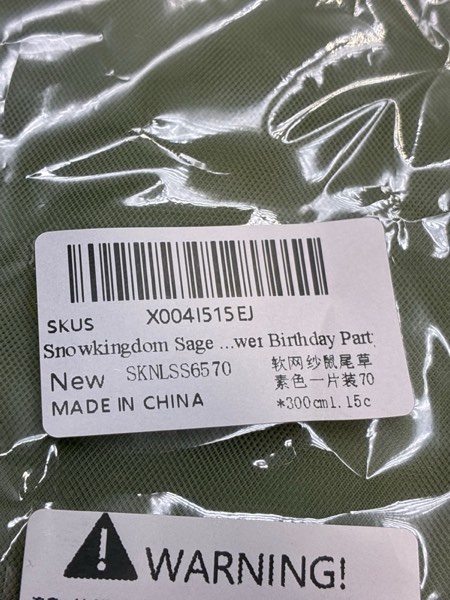 SKUS X004I515EJ
Snowkingdom Sage ...wer Birthday Part
New SKNLSS6570
MADE IN CHINA
软网纱鼠尾草
素色一片装70
*300cm1.15c
WARNING!